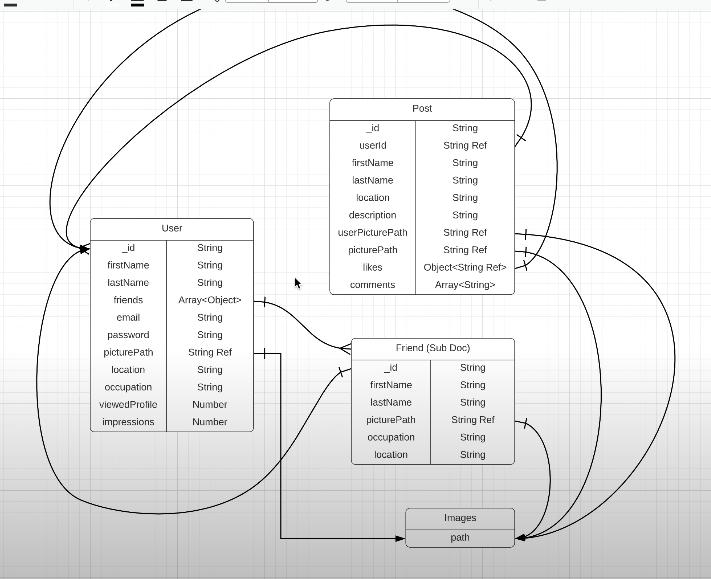 Post
_id String
userId String Ref
firstName String
lastName String
location String
description String
userPicturePath String Ref
picturePath String Ref
likes Object<String Ref>
comments Array<String>
User
_id String
firstName String
lastName String
friends Array<Object>
email String
password String
picturePath String Ref
location String
occupation String
viewedProfile Number
impressions Number
Friend (Sub Doc)
_id String
firstName String
lastName String
picturePath String Ref
occupation String
location String
Images
path